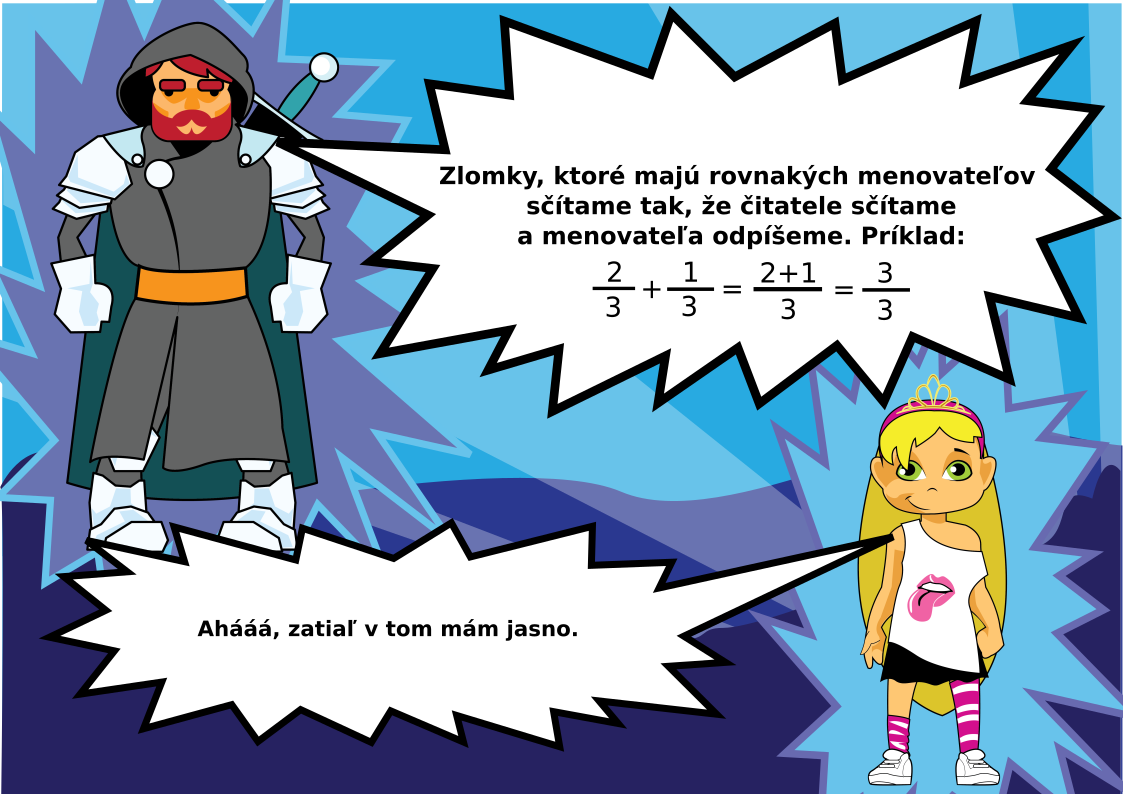 Zlomky, ktoré majú rovnakých menovateľov
sčítame tak, že čitatele sčítame
a menovateľa odpíšeme. Príklad:
2/3 + 1/3 = 2+1/3 = 3/3
Ahááá, zatiaľ v tom mám jasno.